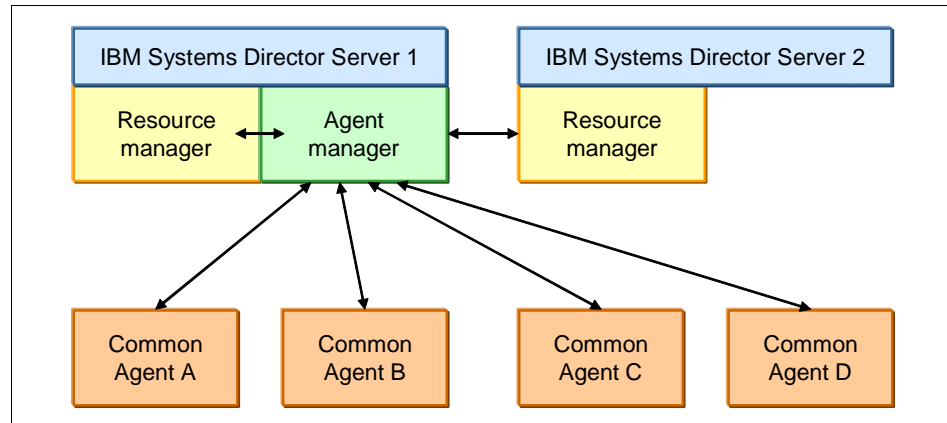 IBM Systems Director Server 1
IBM Systems Director Server 2
Resource
manager
Agent
manager
Resource
manager
Common
Agent A
Common
Agent B
Common
Agent C
Common
Agent D